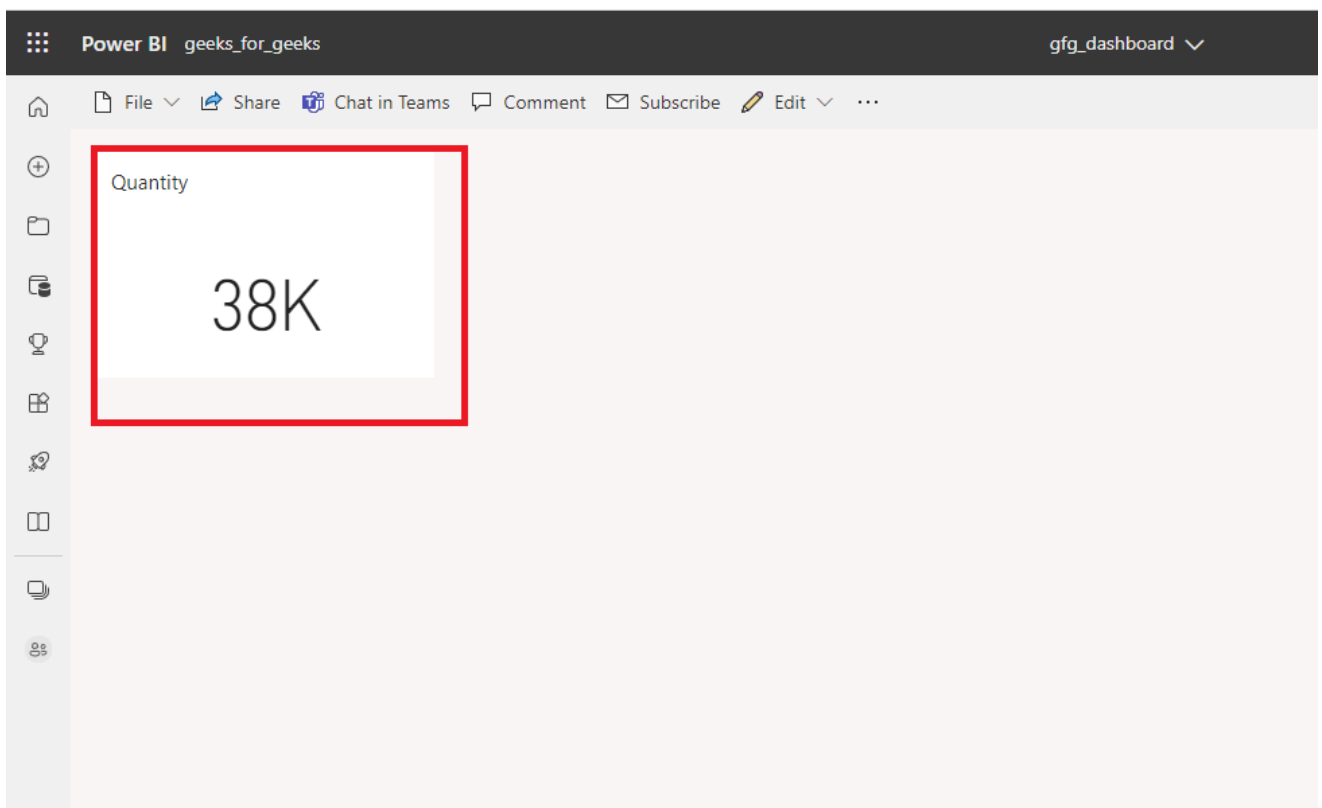 Power BI geeks_for_geeks gfg_dashboard
File Share Chat in Teams Comment Subscribe Edit ...
Quantity
38K